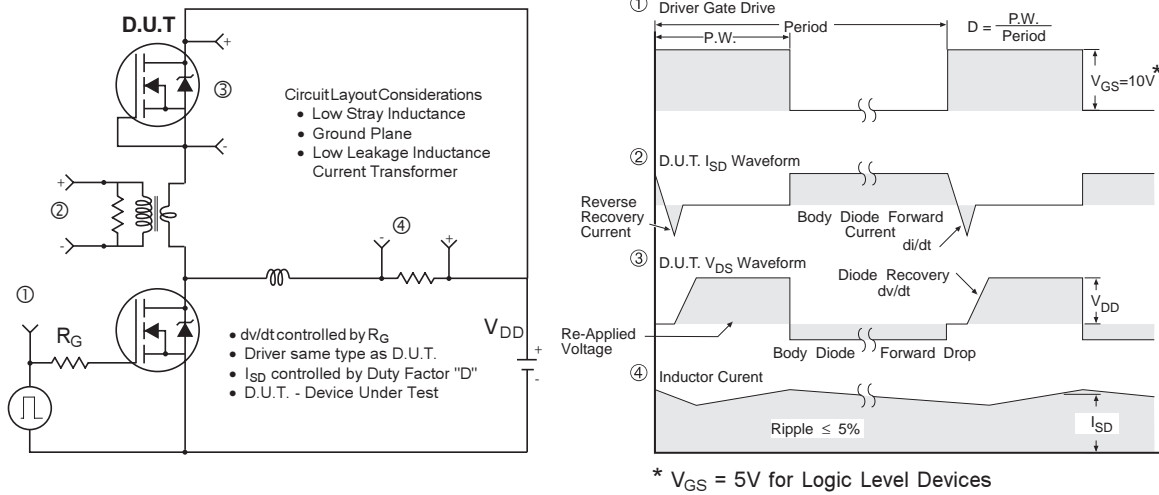 D.U.T
+
③
-
Circuit Layout Considerations
• Low Stray Inductance
• Ground Plane
• Low Leakage Inductance
Current Transformer
+
②
-
④
- +
①
R_G
• dv/dt controlled by R_G
• Driver same type as D.U.T.
• I_SD controlled by Duty Factor "D"
• D.U.T. - Device Under Test
V_DD
+
-
① Driver Gate Drive
P.W.
Period
D = P.W. / Period
V_GS=10V *
② D.U.T. I_SD Waveform
Reverse
Recovery
Current
Body Diode Forward
Current
di/dt
③ D.U.T. V_DS Waveform
Diode Recovery
dv/dt
V_DD
Re-Applied
Voltage
Body Diode Forward Drop
④ Inductor Curent
Ripple ≤ 5%
I_SD
* V_GS = 5V for Logic Level Devices